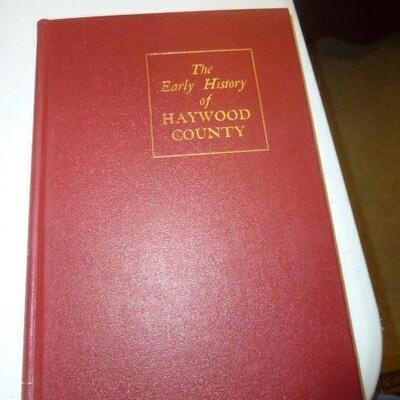 The
Early History
of
HAYWOOD
COUNTY